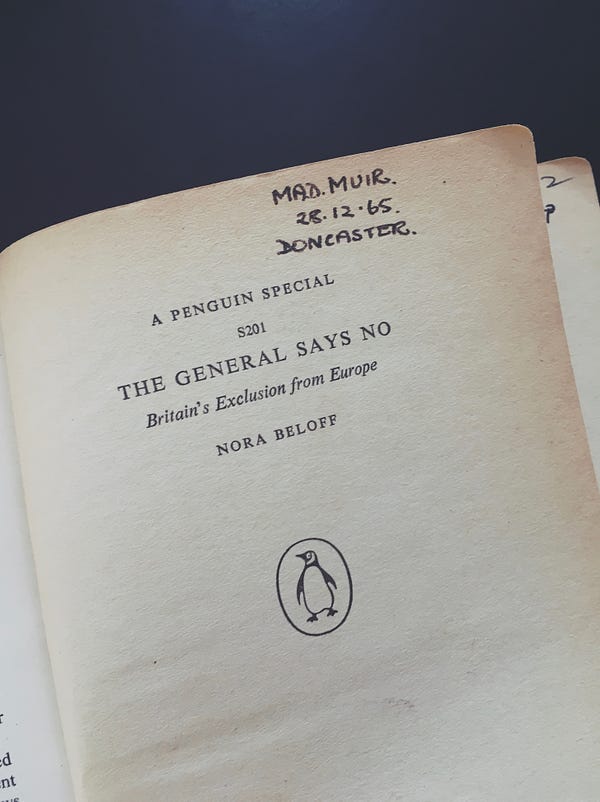 MAD. MUIR.
28.12.65.
DONCASTER.
A PENGUIN SPECIAL
S201
THE GENERAL SAYS NO
Britain's Exclusion from Europe
NORA BELOFF
2